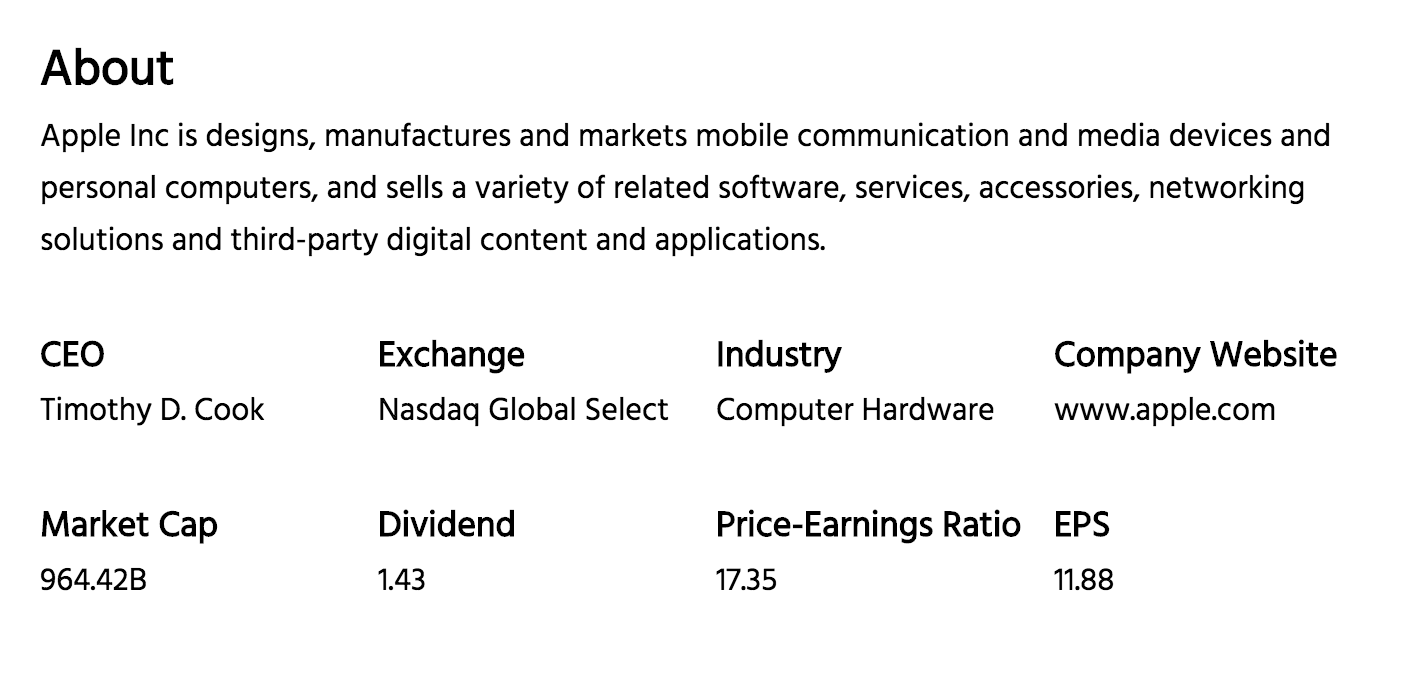 About
Apple Inc is designs, manufactures and markets mobile communication and media devices and
personal computers, and sells a variety of related software, services, accessories, networking
solutions and third-party digital content and applications.
CEO Exchange Industry Company Website
Timothy D. Cook Nasdaq Global Select Computer Hardware www.apple.com
Market Cap Dividend Price-Earnings Ratio EPS
964.42B 1.43 17.35 11.88